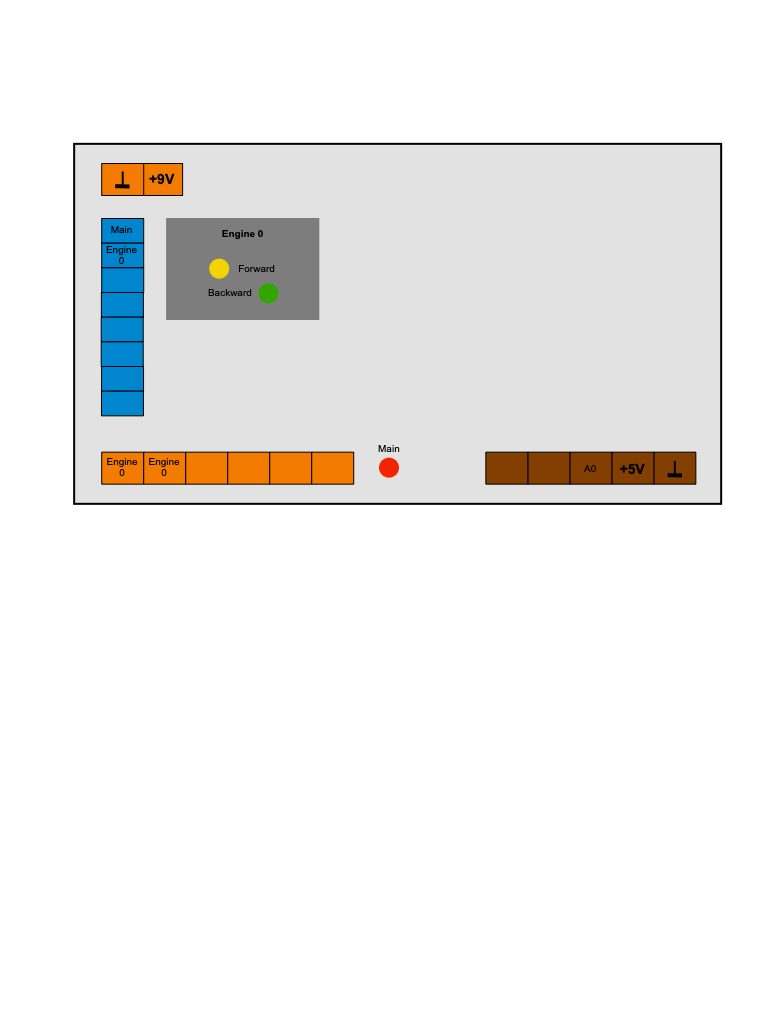 +9V
Main
Engine
0
Engine 0
Forward
Backward
Main
Engine
0
Engine
0
A0
+5V